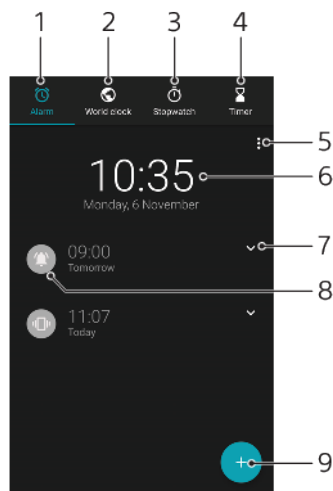 1 2 3 4
Alarm World clock Stopwatch Timer
5
10:35 6
Monday, 6 November
09:00 7
Tomorrow
8
11:07
Today
9